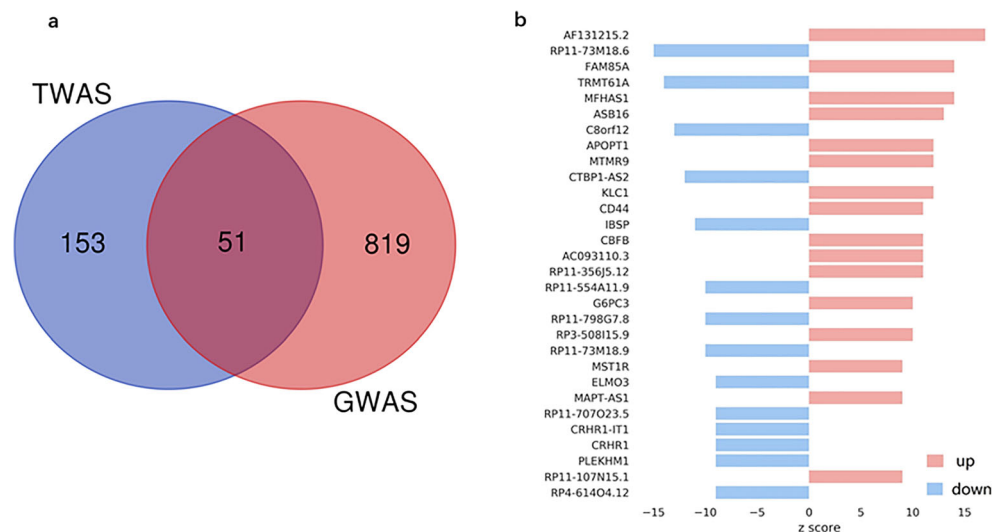 a
TWAS
153
51
819
GWAS
b
AF131215.2
RP11-73M18.6
FAM85A
TRMT61A
MFHAS1
ASB16
C8orf12
APOPT1
MTMR9
CTBP1-AS2
KLC1
CD44
IBSP
CBFB
AC093110.3
RP11-356J5.12
RP11-554A11.9
G6PC3
RP11-798G7.8
RP3-508I15.9
RP11-73M18.9
MST1R
ELMO3
MAPT-AS1
RP11-707O23.5
CRHR1-IT1
CRHR1
PLEKHM1
RP11-107N15.1
RP4-614O4.12
up
down
−15 −10 −5 0 5 10 15
z score